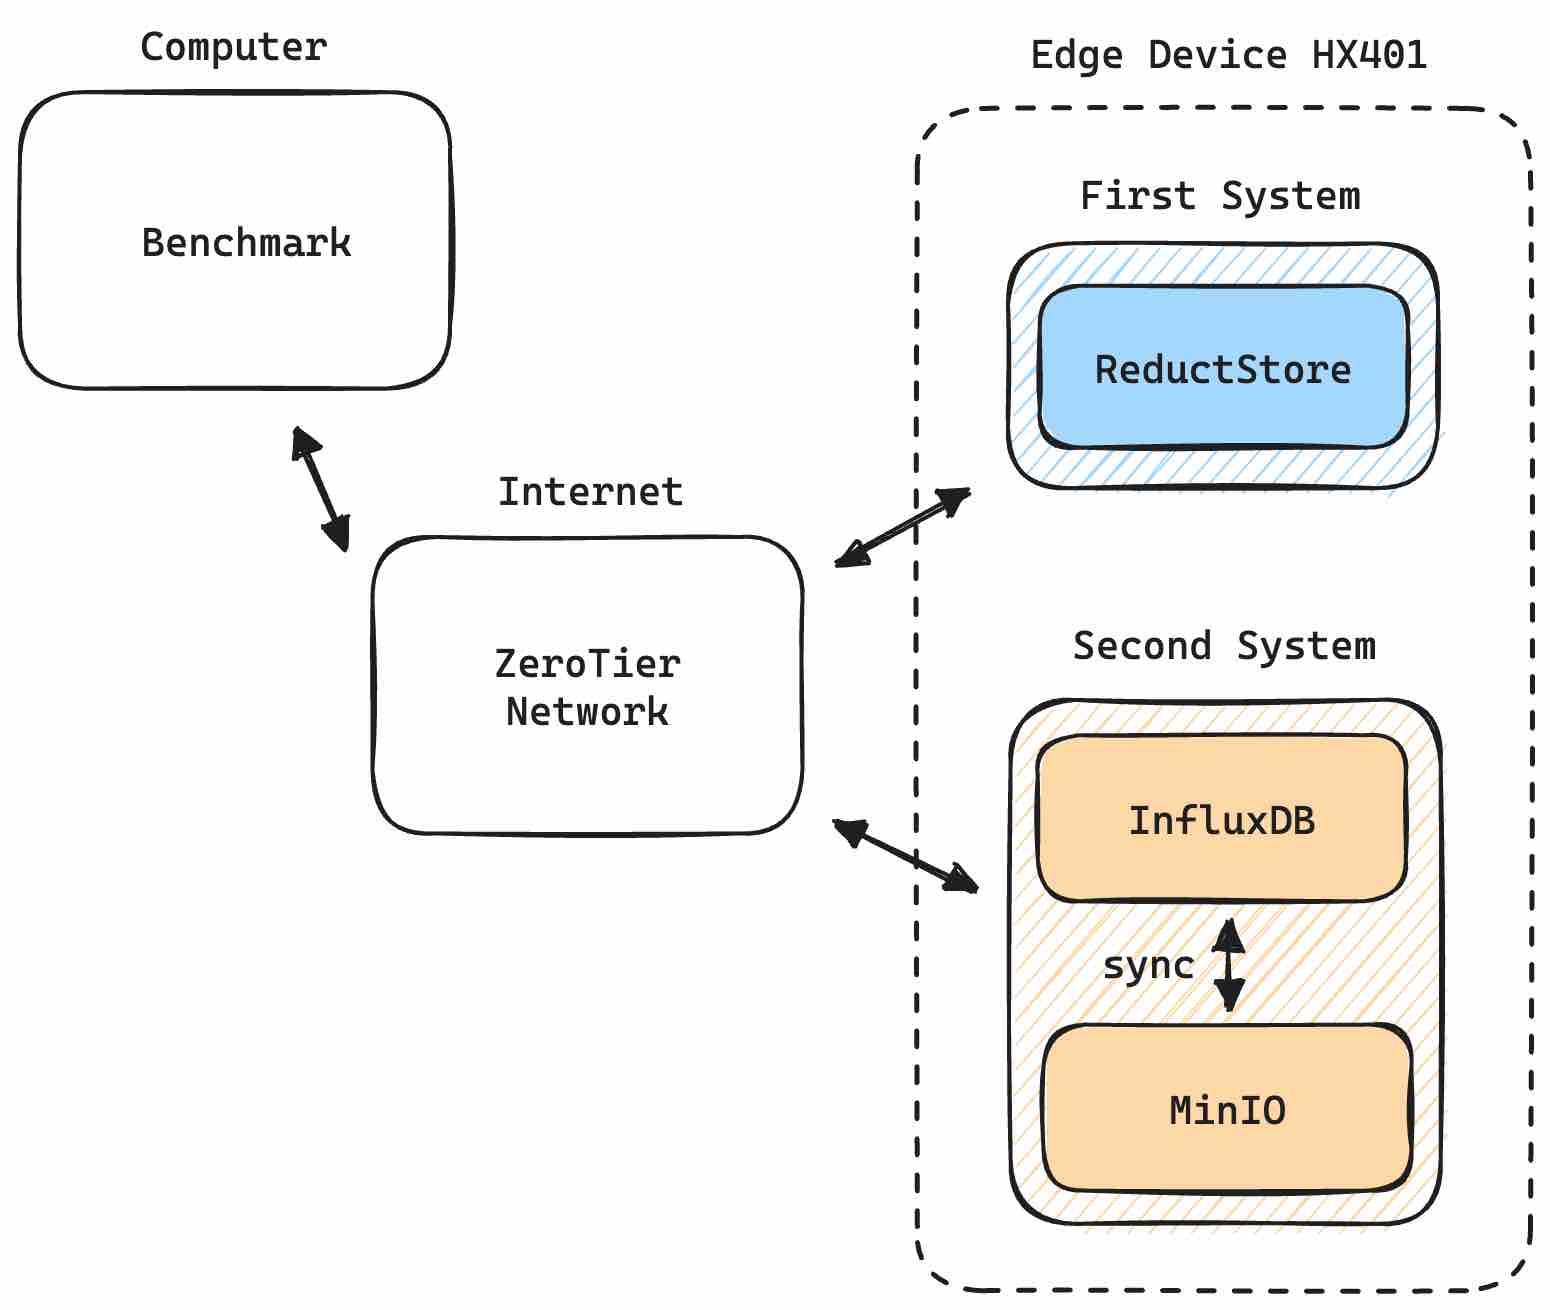 Computer
Benchmark
Internet
ZeroTier
Network
Edge Device HX401
First System
ReductStore
Second System
InfluxDB
sync
MinIO